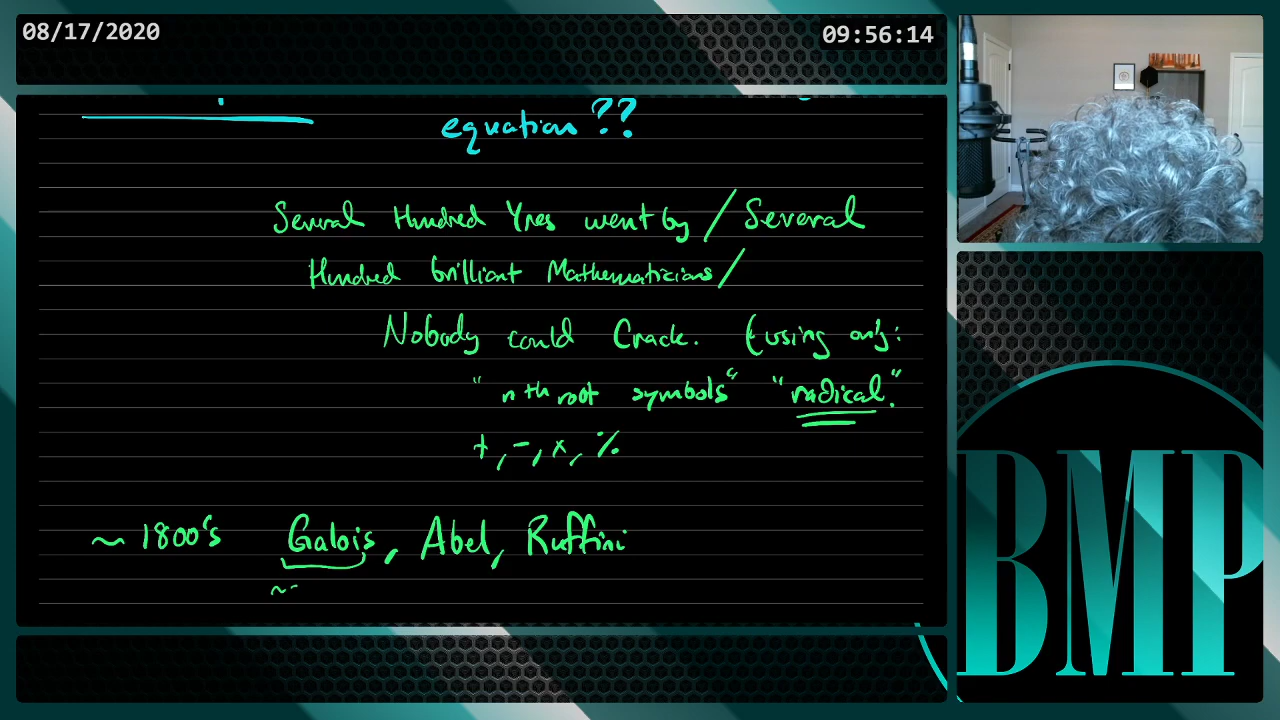 08/17/2020
09:56:14
equation ??
Several Hundred Yres went by / Several
Hundred brilliant Mathematicians /
Nobody could Crack. (using only:
"nth root symbols" "radical."
+, -, ×, %
~ 1800's Galois, Abel, Ruffini
~
BMP